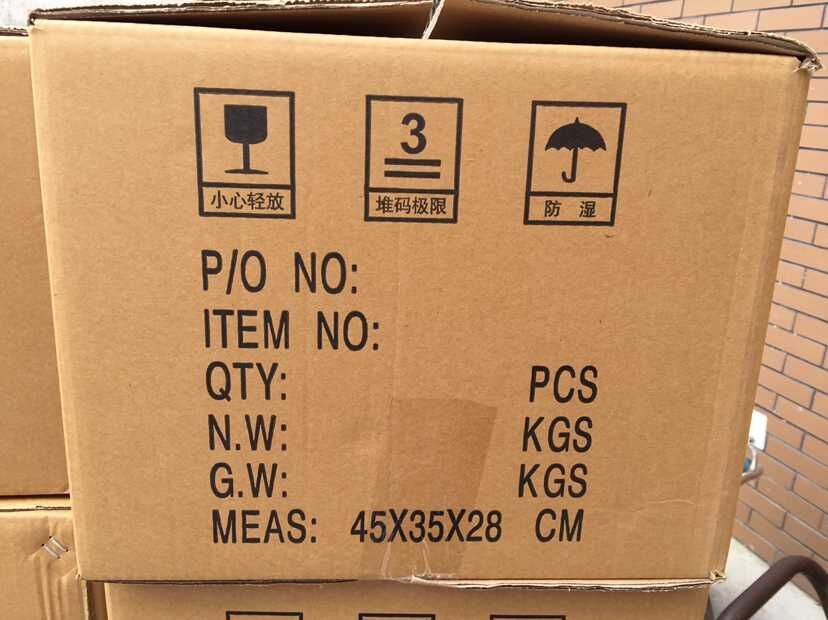 3
小心轻放 堆码极限 防 湿
P/O NO:
ITEM NO:
QTY: PCS
N.W: KGS
G.W: KGS
MEAS: 45X35X28 CM